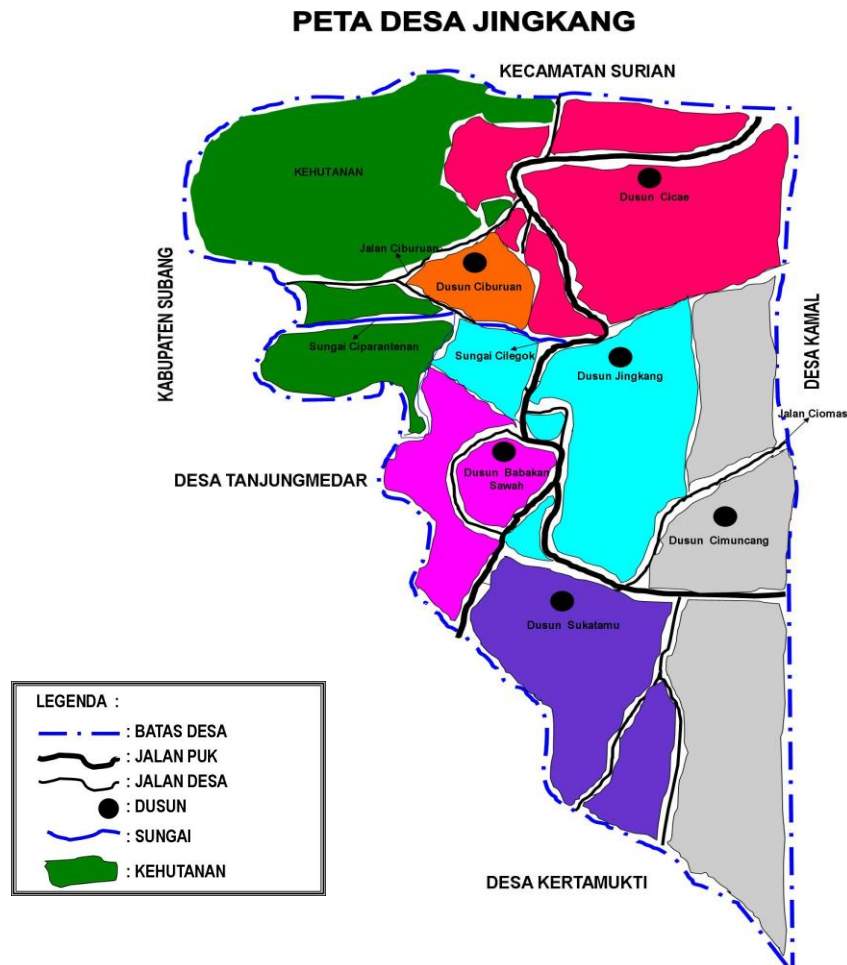 PETA DESA JINGKANG
KECAMATAN SURIAN
KEHUTANAN
Dusun Cicae
Jalan Ciburuan
Dusun Ciburuan
KABUPATEN SUBANG
DESA KAMAL
Sungai Ciparantenan
Sungai Cilegok
Dusun Jingkang
Jalan Ciomas
DESA TANJUNGMEDAR
Dusun Babakan
Sawah
Dusun Cimuncang
Dusun Sukatamu
LEGENDA :
: BATAS DESA
: JALAN PUK
: JALAN DESA
: DUSUN
: SUNGAI
: KEHUTANAN
DESA KERTAMUKTI